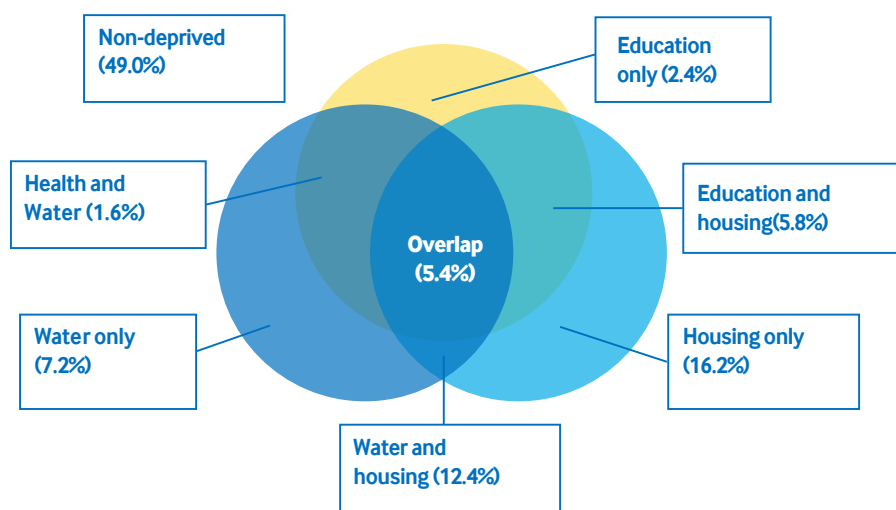 Non-deprived
(49.0%)
Education
only (2.4%)
Health and
Water (1.6%)
Education and
housing(5.8%)
Overlap
(5.4%)
Water only
(7.2%)
Housing only
(16.2%)
Water and
housing (12.4%)